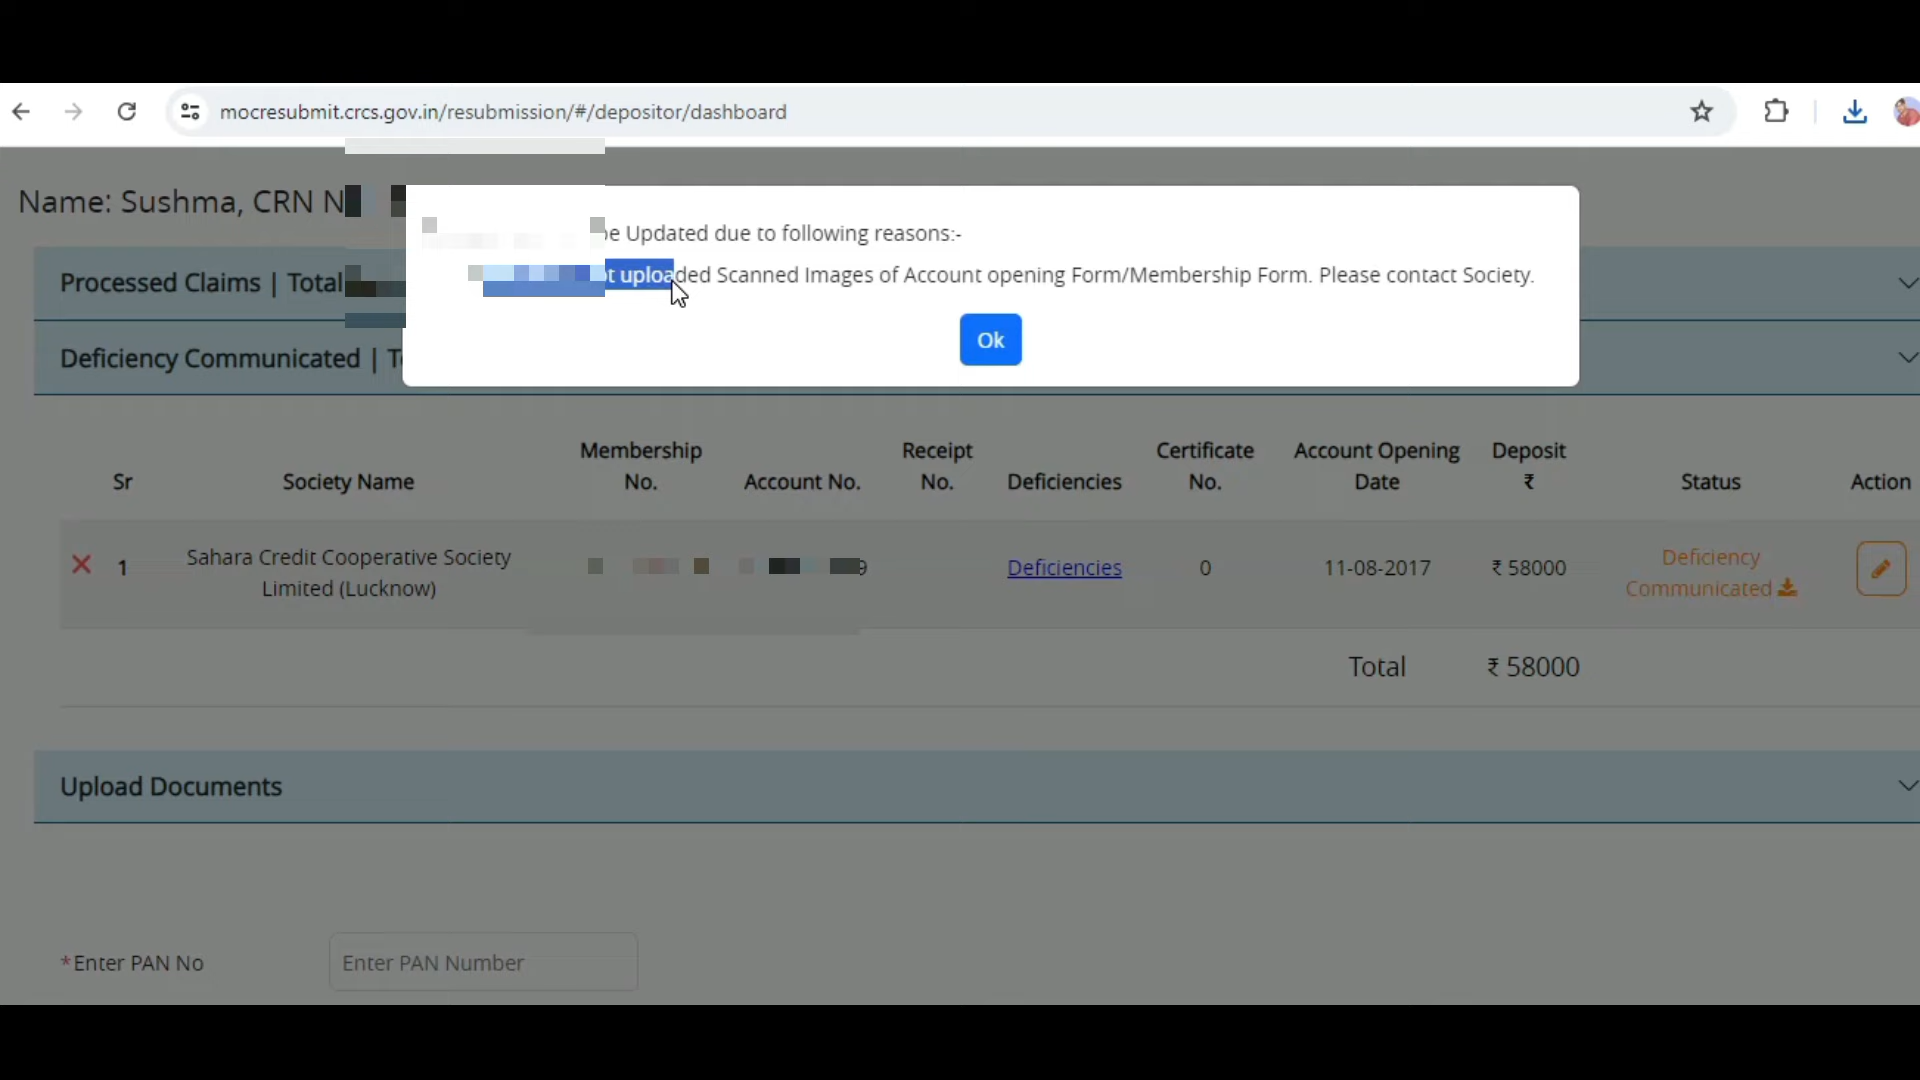 mocresubmit.crcs.gov.in/resubmission/#/depositor/dashboard
Name: Sushma, CRN N
be Updated due to following reasons:-
uploaded Scanned Images of Account opening Form/Membership Form. Please contact Society.
Ok
Processed Claims | Total
Deficiency Communicated |
Sr
Society Name
Membership No.
Account No.
Receipt No.
Deficiencies
Certificate No.
Account Opening Date
Deposit ₹
Status
Action
1
Sahara Credit Cooperative Society
Limited (Lucknow)
9
Deficiencies
0
11-08-2017
₹ 58000
Deficiency
Communicated
Total ₹ 58000
Upload Documents
*Enter PAN No
Enter PAN Number